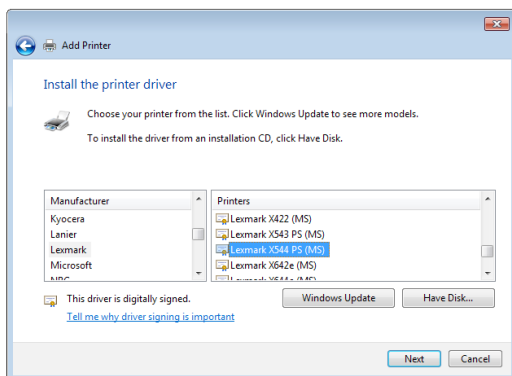 Add Printer
Install the printer driver
Choose your printer from the list. Click Windows Update to see more models.
To install the driver from an installation CD, click Have Disk.
Manufacturer
Kyocera
Lanier
Lexmark
Microsoft
Printers
Lexmark X422 (MS)
Lexmark X543 PS (MS)
Lexmark X544 PS (MS)
Lexmark X642e (MS)
This driver is digitally signed.
Tell me why driver signing is important
Windows Update
Have Disk...
Next
Cancel